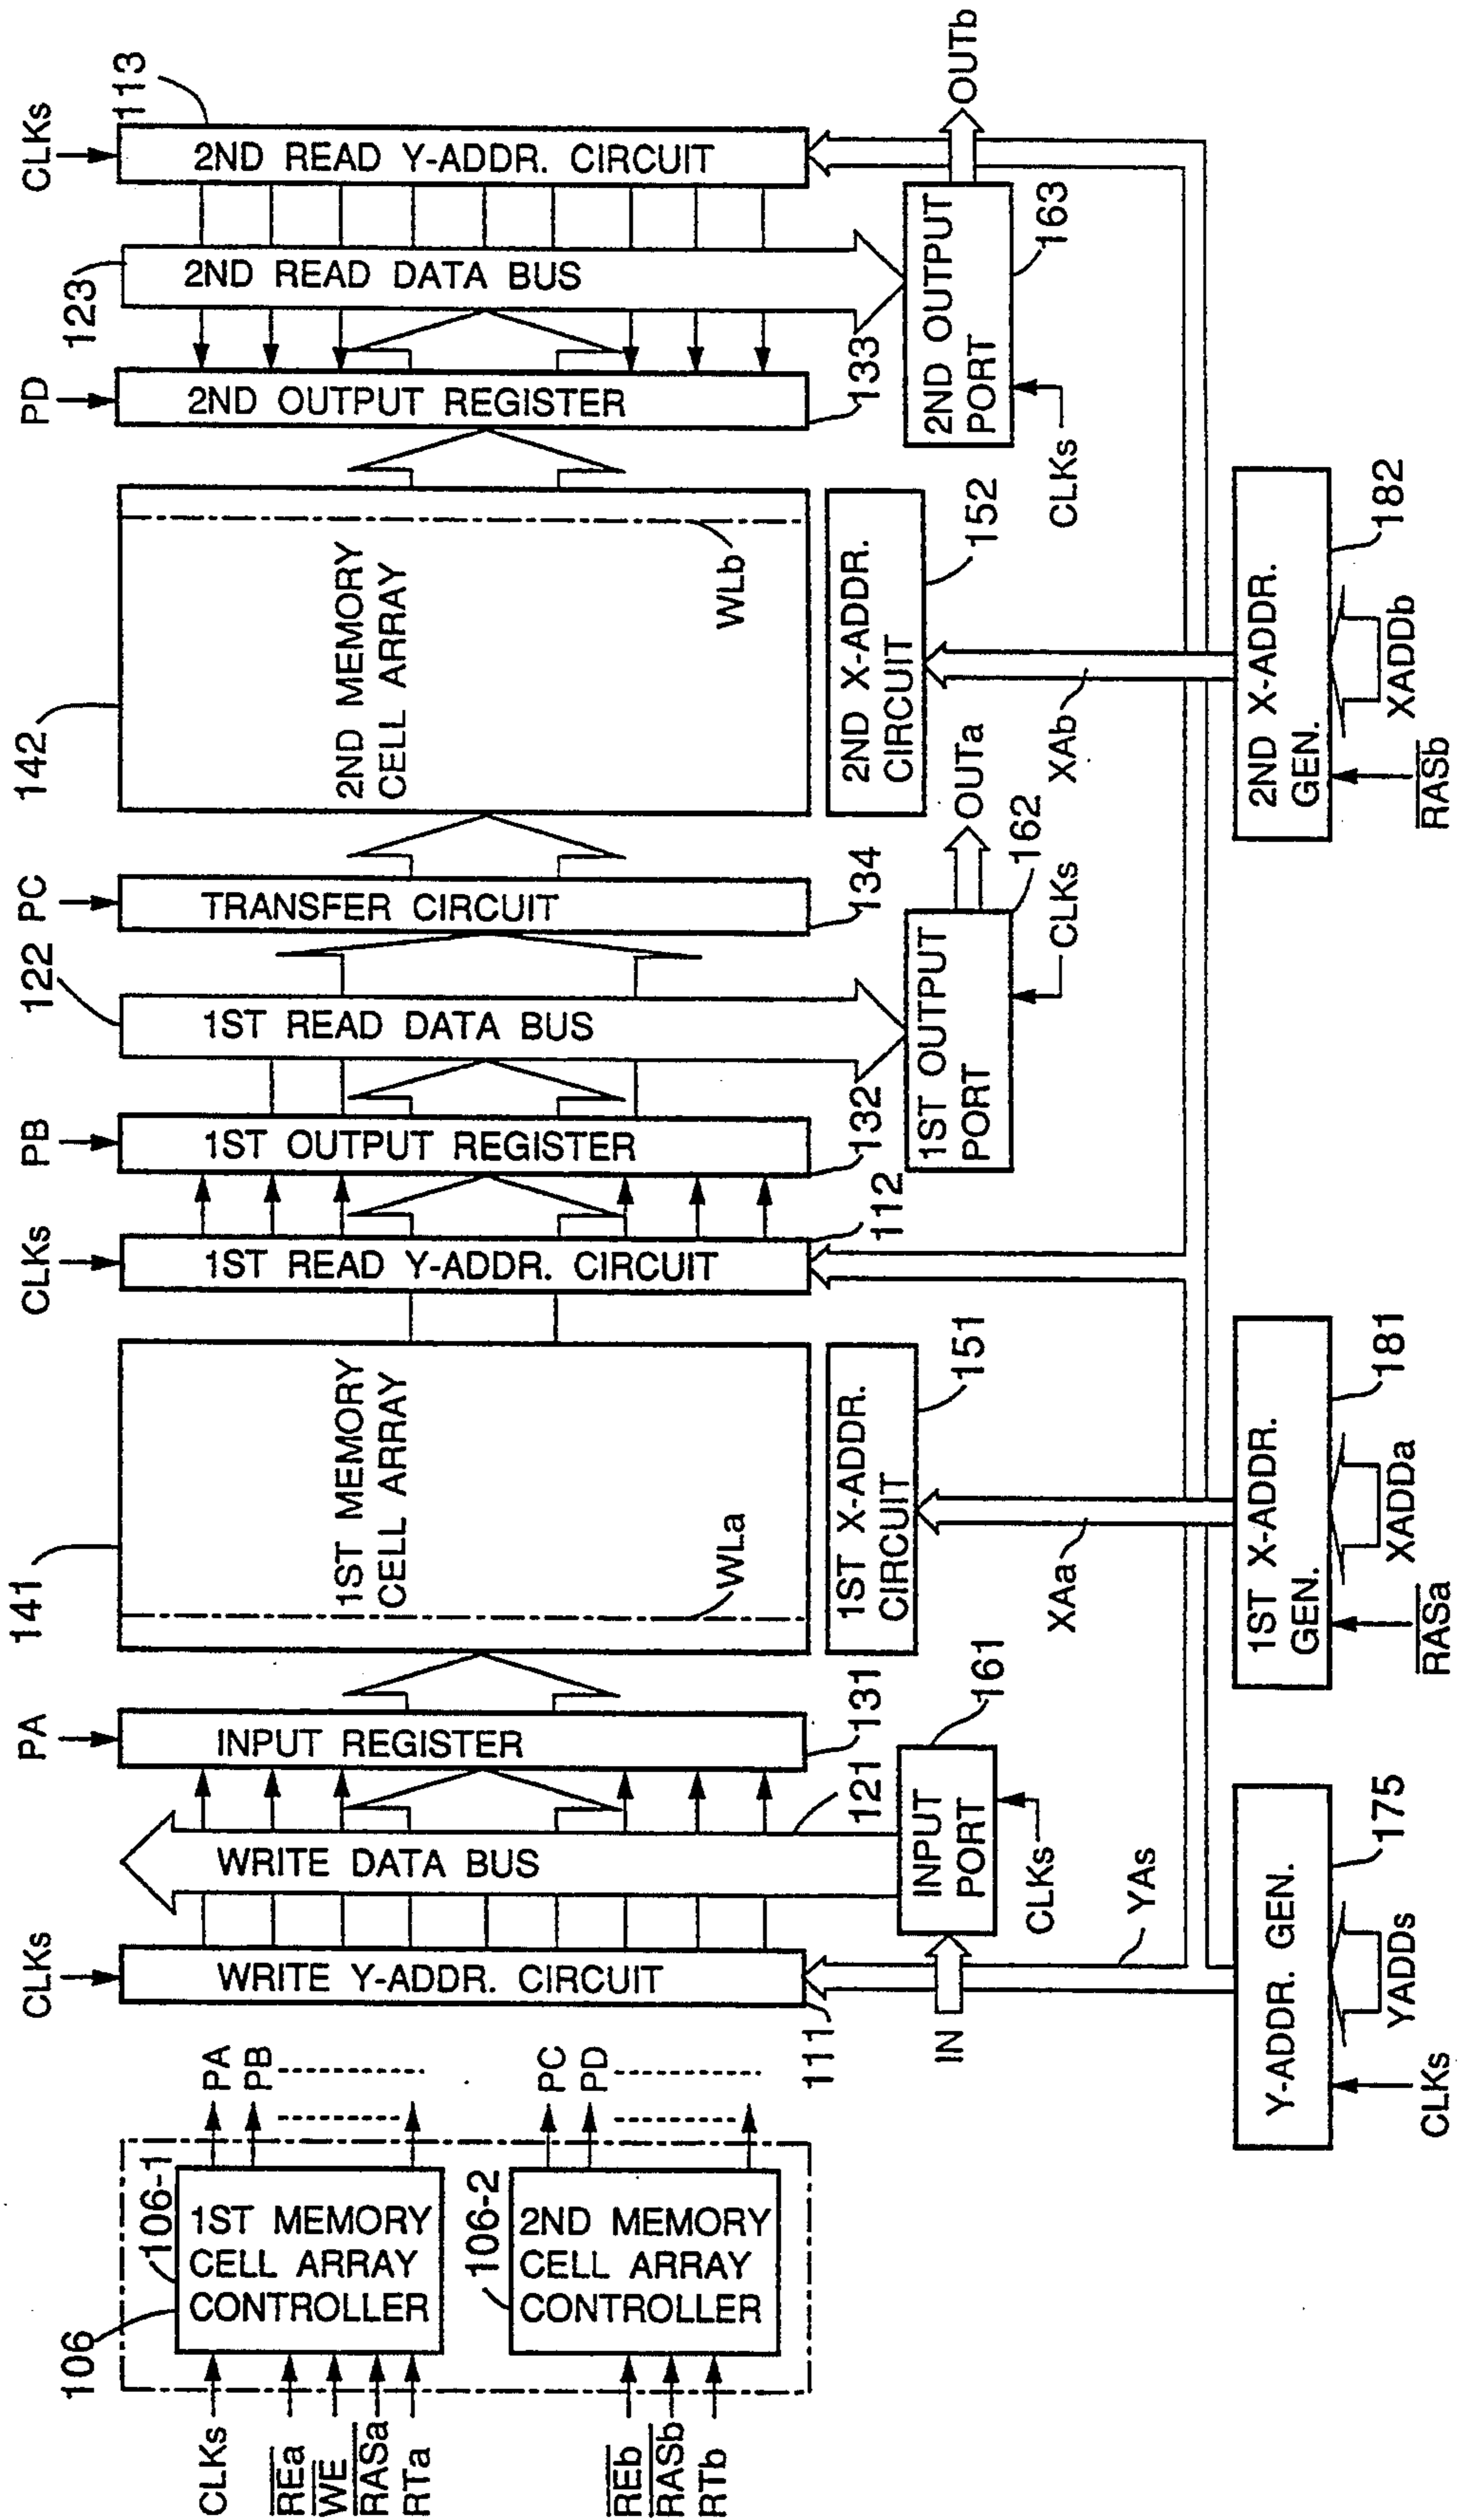 106
106-1
1ST MEMORY
CELL ARRAY
CONTROLLER
106-2
2ND MEMORY
CELL ARRAY
CONTROLLER
CLKs
REa
WE
RASa
RTa
REb
RASb
RTb
PA
PB
PC
PD
CLKs
WRITE Y-ADDR. CIRCUIT
111
WRITE DATA BUS
121
PA
INPUT REGISTER
131
141
1ST MEMORY
CELL ARRAY
WLa
CLKs
1ST READ Y-ADDR. CIRCUIT
112
PB
1ST OUTPUT REGISTER
132
122
1ST READ DATA BUS
PC
TRANSFER CIRCUIT
134
142
2ND MEMORY
CELL ARRAY
WLb
PD
2ND OUTPUT REGISTER
133
123
2ND READ DATA BUS
CLKs
113
2ND READ Y-ADDR. CIRCUIT
IN
INPUT
PORT
161
CLKs
YAs
1ST X-ADDR.
CIRCUIT
151
XAa
1ST OUTPUT
PORT
162
CLKs
OUTa
2ND X-ADDR.
CIRCUIT
152
XAb
2ND OUTPUT
PORT
163
CLKs
OUTb
Y-ADDR. GEN.
175
CLKs
YADDs
1ST X-ADDR.
GEN.
181
RASa
XADDa
2ND X-ADDR.
GEN.
182
RASb
XADDb